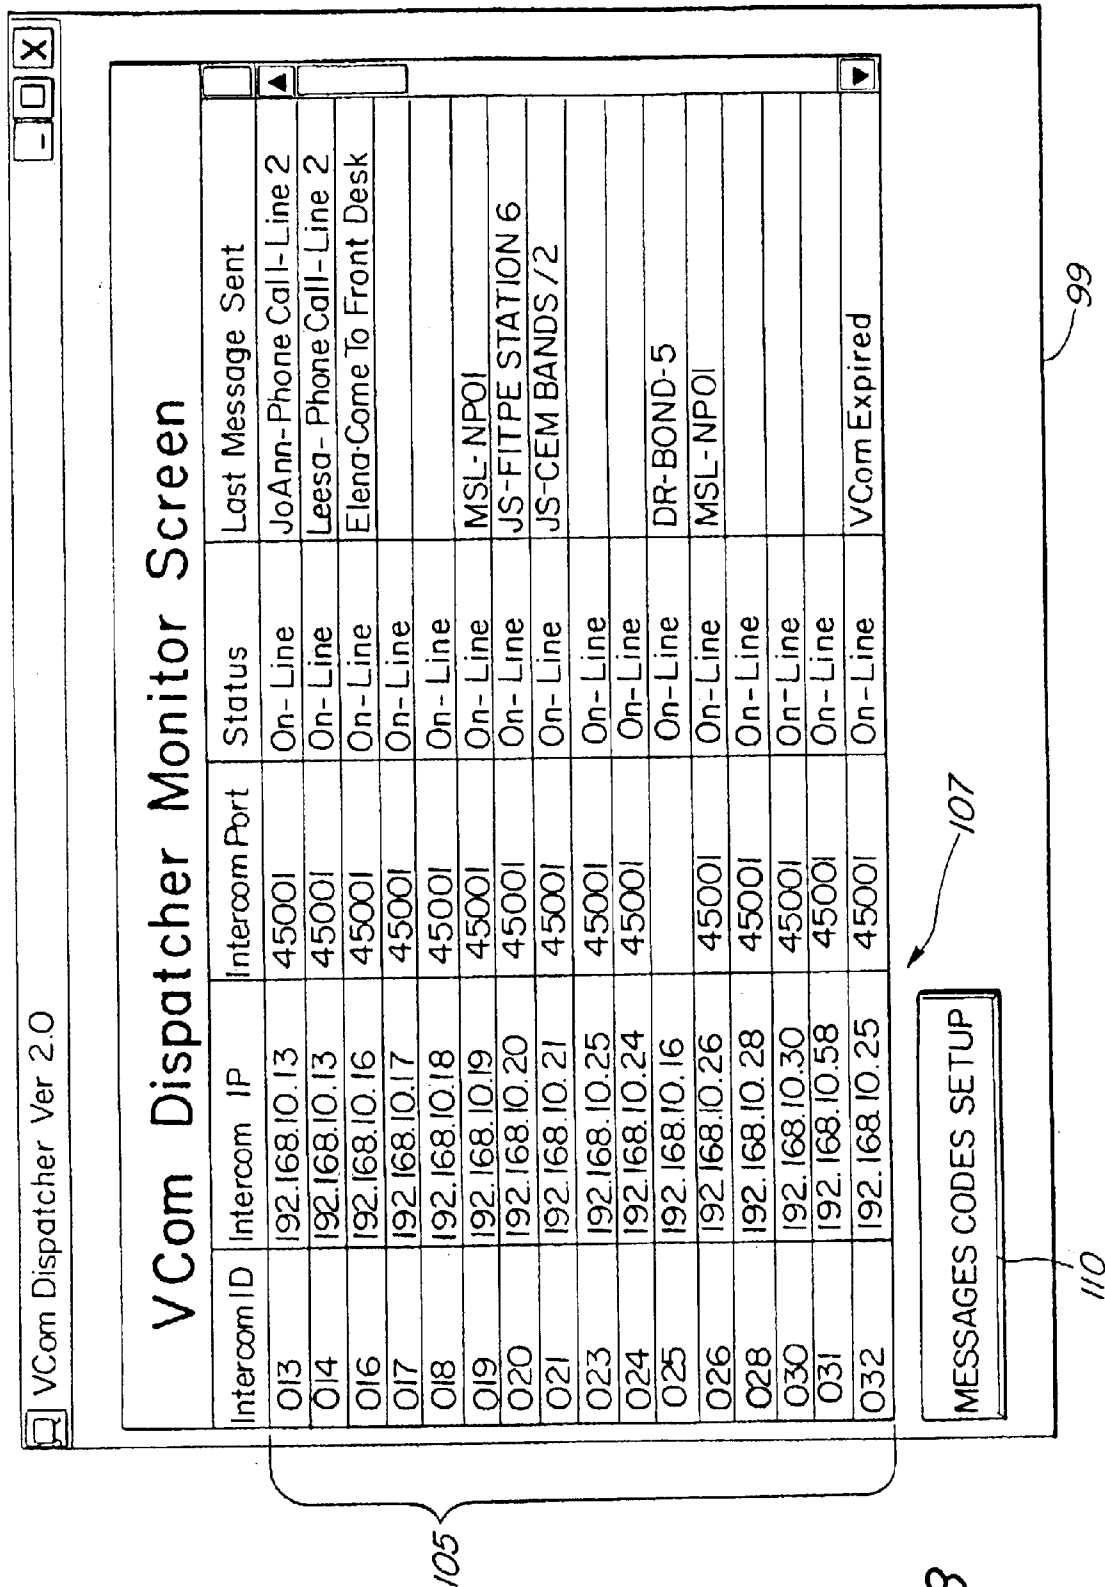 VCom Dispatcher Ver 2.0
VCom Dispatcher Monitor Screen
Intercom ID Intercom IP Intercom Port Status Last Message Sent
013 192.168.10.13 45001 On-Line JoAnn-Phone Call-Line 2
014 192.168.10.13 45001 On-Line Leesa-Phone Call-Line 2
016 192.168.10.16 45001 On-Line Elena-Come To Front Desk
017 192.168.10.17 45001 On-Line
018 192.168.10.18 45001 On-Line
019 192.168.10.19 45001 On-Line MSL-NP01
020 192.168.10.20 45001 On-Line JS-FITPE STATION 6
021 192.168.10.21 45001 On-Line JS-CEM BANDS/2
023 192.168.10.25 45001 On-Line
024 192.168.10.24 45001 On-Line
025 192.168.10.16 On-Line DR-BOND-5
026 192.168.10.26 45001 On-Line MSL-NP01
028 192.168.10.28 45001 On-Line
030 192.168.10.30 45001 On-Line
031 192.168.10.58 45001 On-Line
032 192.168.10.25 45001 On-Line VCom Expired
MESSAGES CODES SETUP
105
107
110
99